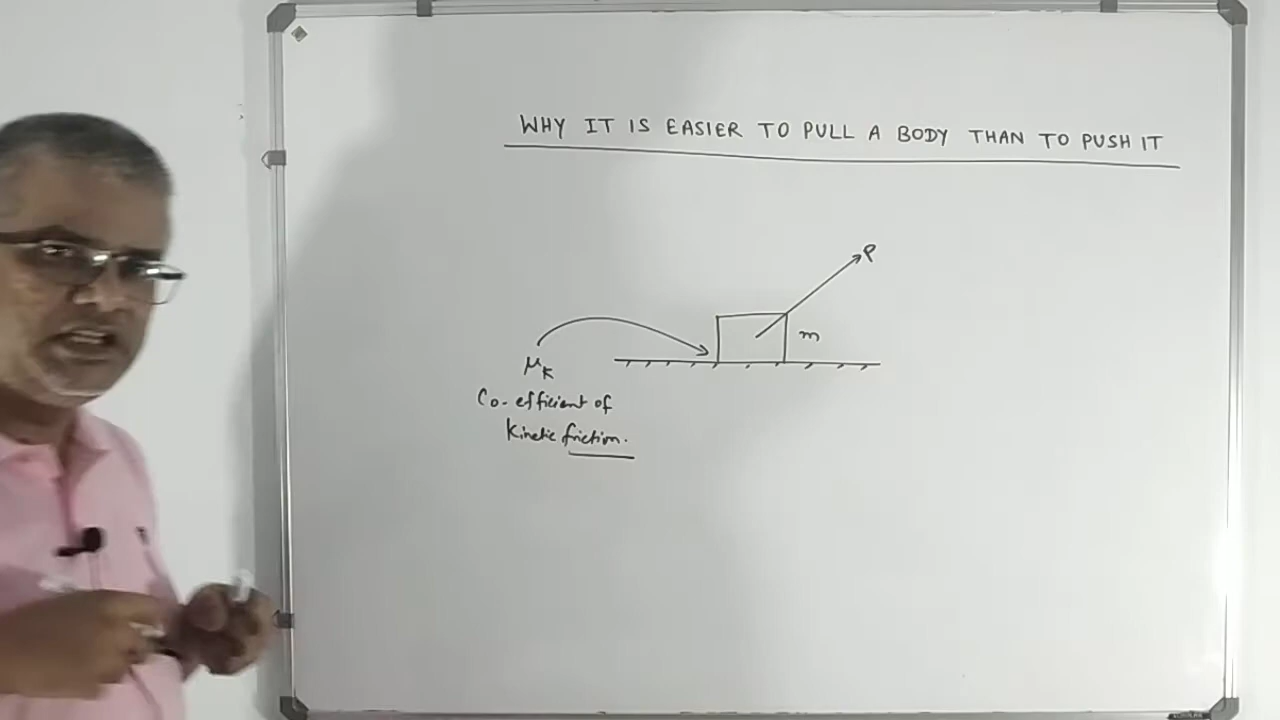 WHY IT IS EASIER TO PULL A BODY THAN TO PUSH IT
P
m
μk
Co-efficient of
Kinetic friction.